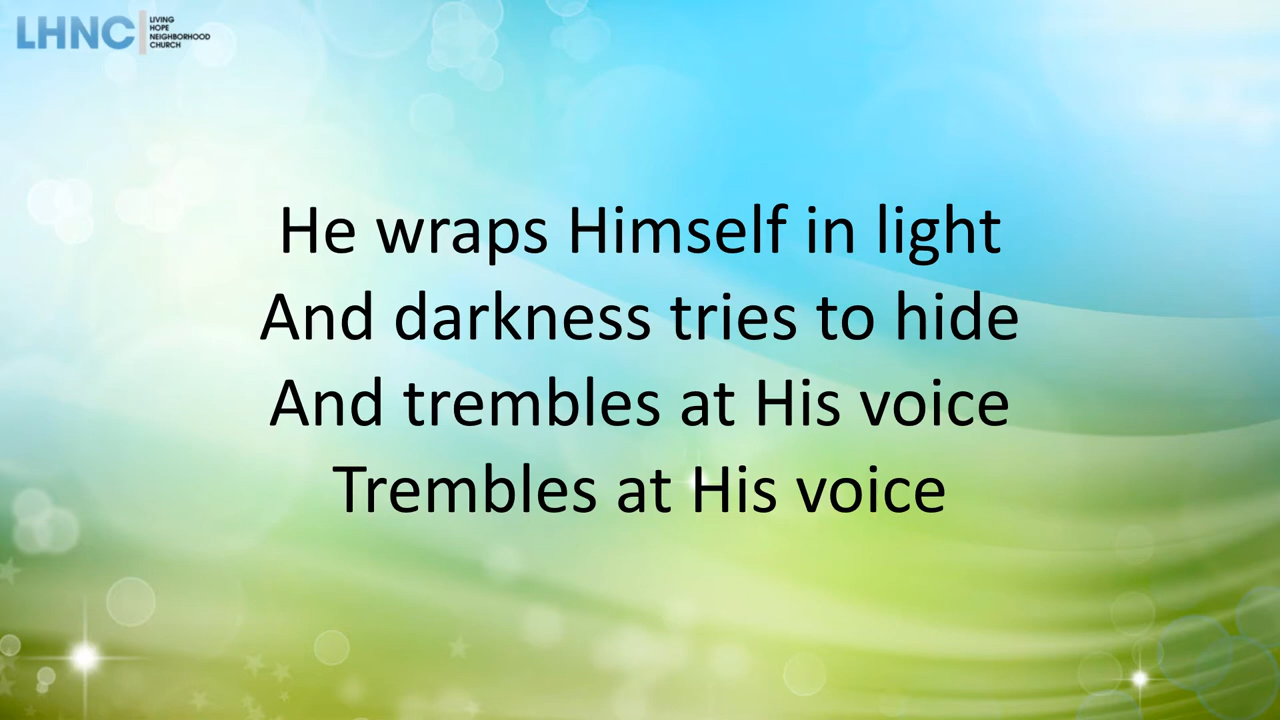 LHNC
LIVING
HOPE
NEIGHBORHOOD
CHURCH
He wraps Himself in light
And darkness tries to hide
And trembles at His voice
Trembles at His voice